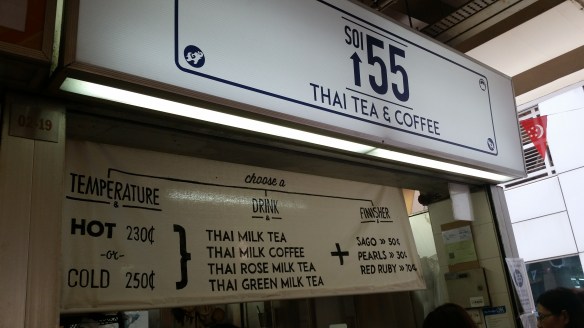 SOI
55
THAI TEA & COFFEE
choose a
TEMPERATURE
HOT 230¢
-or-
COLD 250¢
DRINK
THAI MILK TEA
THAI MILK COFFEE
THAI ROSE MILK TEA
THAI GREEN MILK TEA
+
FINISHER
SAGO » 50¢
PEARLS » 50¢
RED RUBY » 70¢